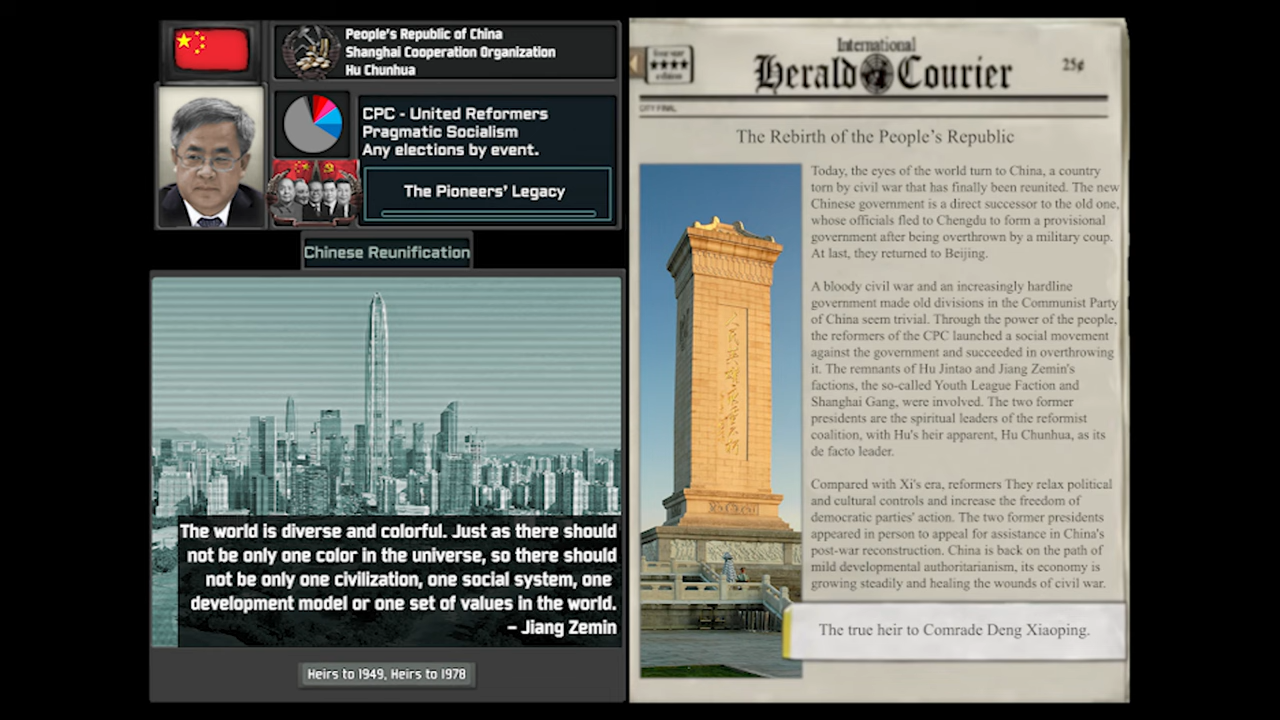 People's Republic of China
Shanghai Cooperation Organization
Hu Chunhua
CPC - United Reformers
Pragmatic Socialism
Any elections by event.
The Pioneers' Legacy
Chinese Reunification
The world is diverse and colorful. Just as there should
not be only one color in the universe, so there should
not be only one civilization, one social system, one
development model or one set of values in the world.
– Jiang Zemin
Heirs to 1949, Heirs to 1978
International
Herald Courier
25¢
CITY FINAL
The Rebirth of the People's Republic
Today, the eyes of the world turn to China, a country
torn by civil war that has finally been reunited. The new
Chinese government is a direct successor to the old one,
whose officials fled to Chengdu to form a provisional
government after being overthrown by a military coup.
At last, they returned to Beijing.
A bloody civil war and an increasingly hardline
government made old divisions in the Communist Party
of China seem trivial. Through the power of the people,
the reformers of the CPC launched a social movement
against the government and succeeded in overthrowing
it. The remnants of Hu Jintao and Jiang Zemin's
factions, the so-called Youth League Faction and
Shanghai Gang, were involved. The two former
presidents are the spiritual leaders of the reformist
coalition, with Hu's heir apparent, Hu Chunhua, as its
de facto leader.
Compared with Xi's era, reformers They relax political
and cultural controls and increase the freedom of
democratic parties' action. The two former presidents
appeared in person to appeal for assistance in China's
post-war reconstruction. China is back on the path of
mild developmental authoritarianism, its economy is
growing steadily and healing the wounds of civil war.
The true heir to Comrade Deng Xiaoping.